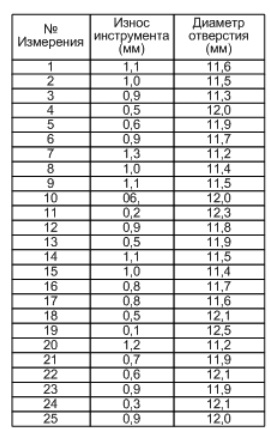 № Измерения Износ инструмента (мм) Диаметр отверстия (мм)
1 1,1 11,6
2 1,0 11,5
3 0,9 11,3
4 0,5 12,0
5 0,6 11,9
6 0,9 11,7
7 1,3 11,2
8 1,0 11,4
9 1,1 11,5
10 06, 12,0
11 0,2 12,3
12 0,9 11,8
13 0,5 11,9
14 1,1 11,5
15 1,0 11,4
16 0,8 11,7
17 0,8 11,6
18 0,5 12,1
19 0,1 12,5
20 1,2 11,2
21 0,7 11,9
22 0,6 12,1
23 0,9 11,9
24 0,3 12,1
25 0,9 12,0